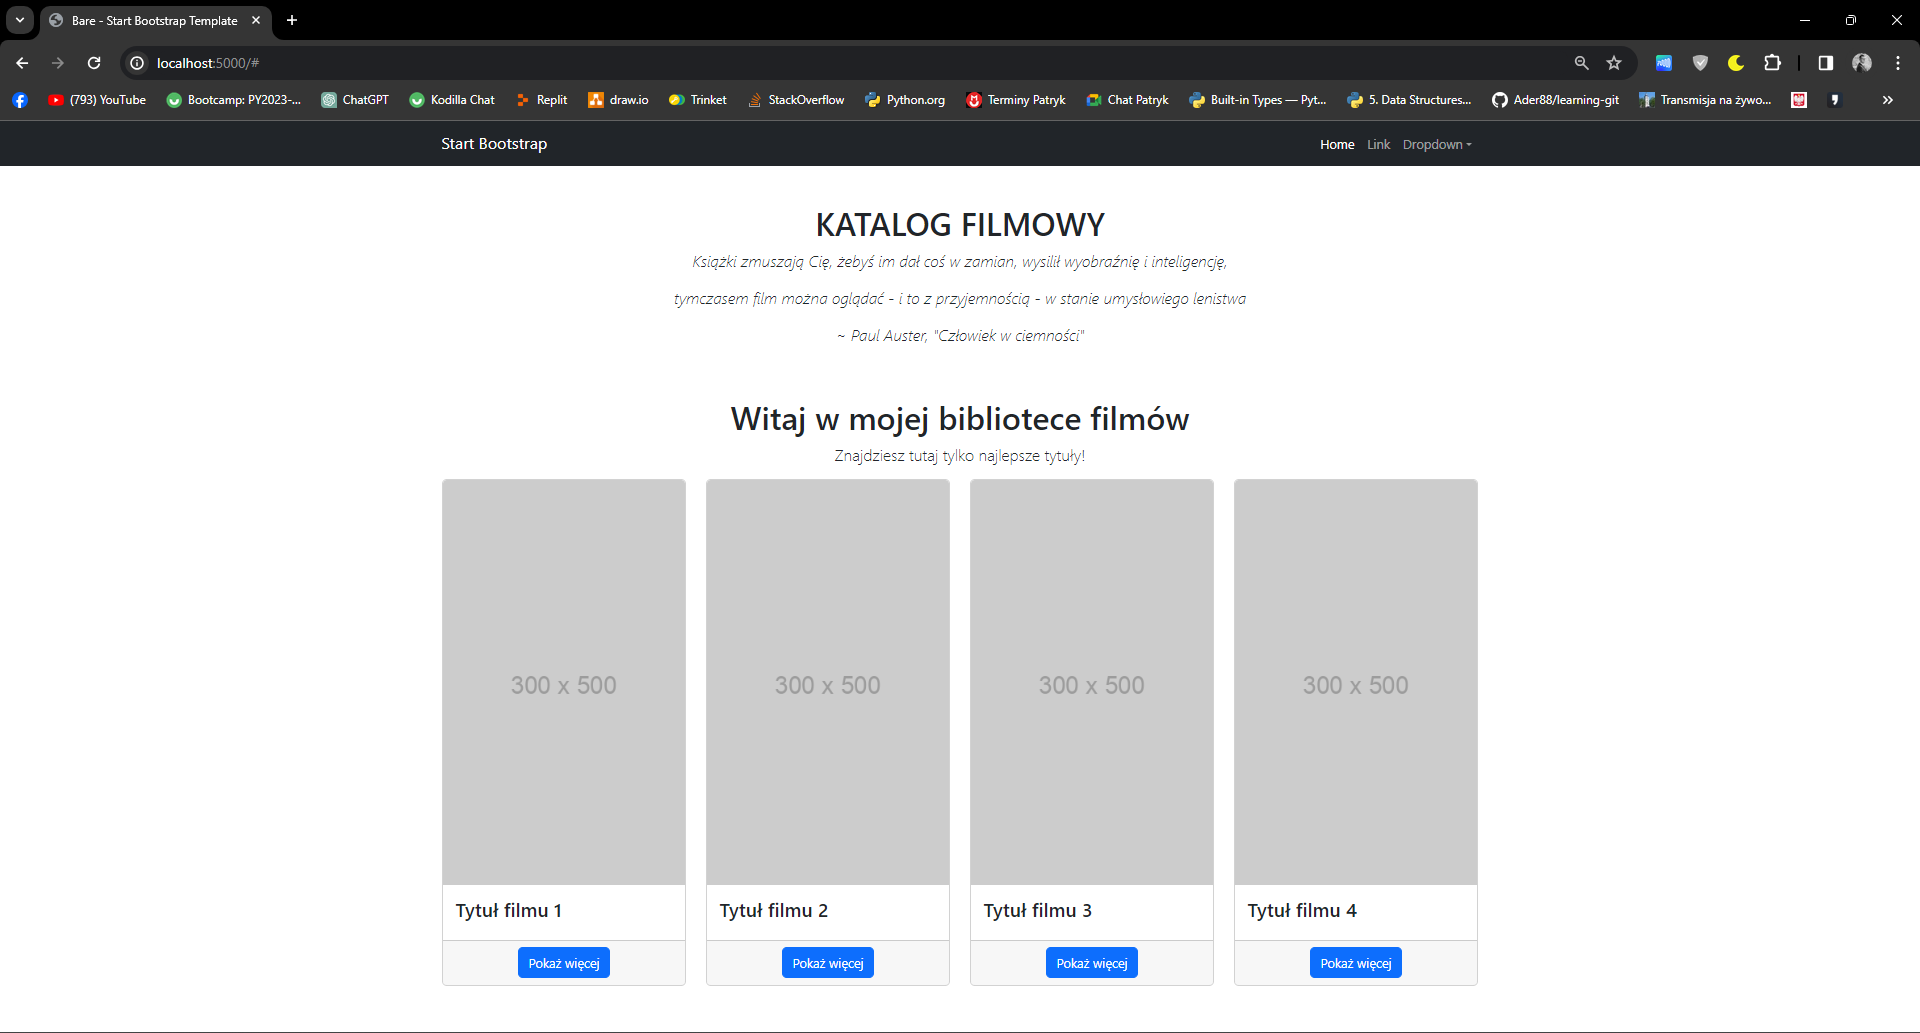 Bare - Start Bootstrap Template
localhost:5000/#
(793) YouTube Bootcamp: PY2023-... ChatGPT Kodilla Chat Replit draw.io Trinket StackOverflow Python.org Terminy Patryk Chat Patryk Built-in Types — Pyt... 5. Data Structures... Ader88/learning-git Transmisja na żywo...
Start Bootstrap Home Link Dropdown
KATALOG FILMOWY
Książki zmuszają Cię, żebyś im dał coś w zamian, wysilił wyobraźnię i inteligencję,
tymczasem film można oglądać - i to z przyjemnością - w stanie umysłowiego lenistwa
~ Paul Auster, "Człowiek w ciemności"
Witaj w mojej bibliotece filmów
Znajdziesz tutaj tylko najlepsze tytuły!
300 x 500 300 x 500 300 x 500 300 x 500
Tytuł filmu 1 Tytuł filmu 2 Tytuł filmu 3 Tytuł filmu 4
Pokaż więcej Pokaż więcej Pokaż więcej Pokaż więcej